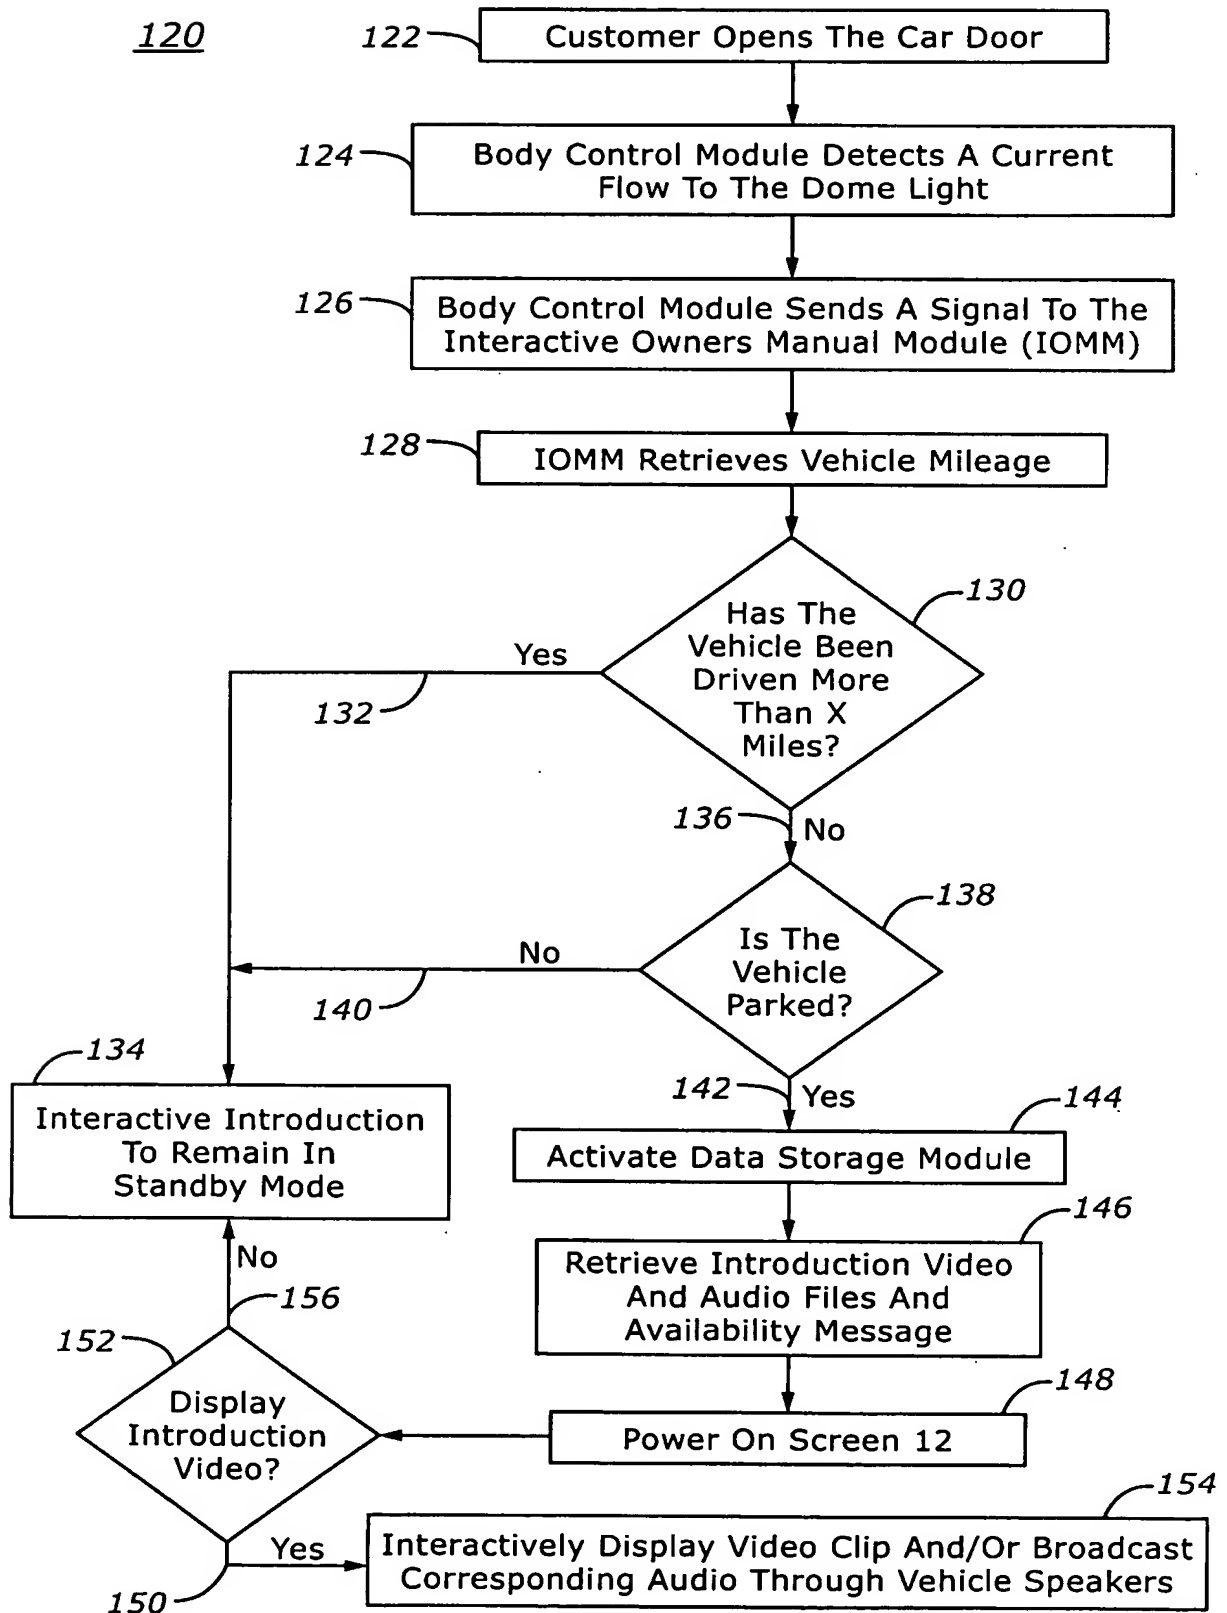 120
122
Customer Opens The Car Door
124
Body Control Module Detects A Current
Flow To The Dome Light
126
Body Control Module Sends A Signal To The
Interactive Owners Manual Module (IOMM)
128
IOMM Retrieves Vehicle Mileage
130
Has The
Vehicle Been
Driven More
Than X
Miles?
Yes
132
136
No
138
Is The
Vehicle
Parked?
No
140
134
Interactive Introduction
To Remain In
Standby Mode
142
Yes
144
Activate Data Storage Module
146
Retrieve Introduction Video
And Audio Files And
Availability Message
148
Power On Screen 12
No
156
152
Display
Introduction
Video?
150
Yes
154
Interactively Display Video Clip And/Or Broadcast
Corresponding Audio Through Vehicle Speakers